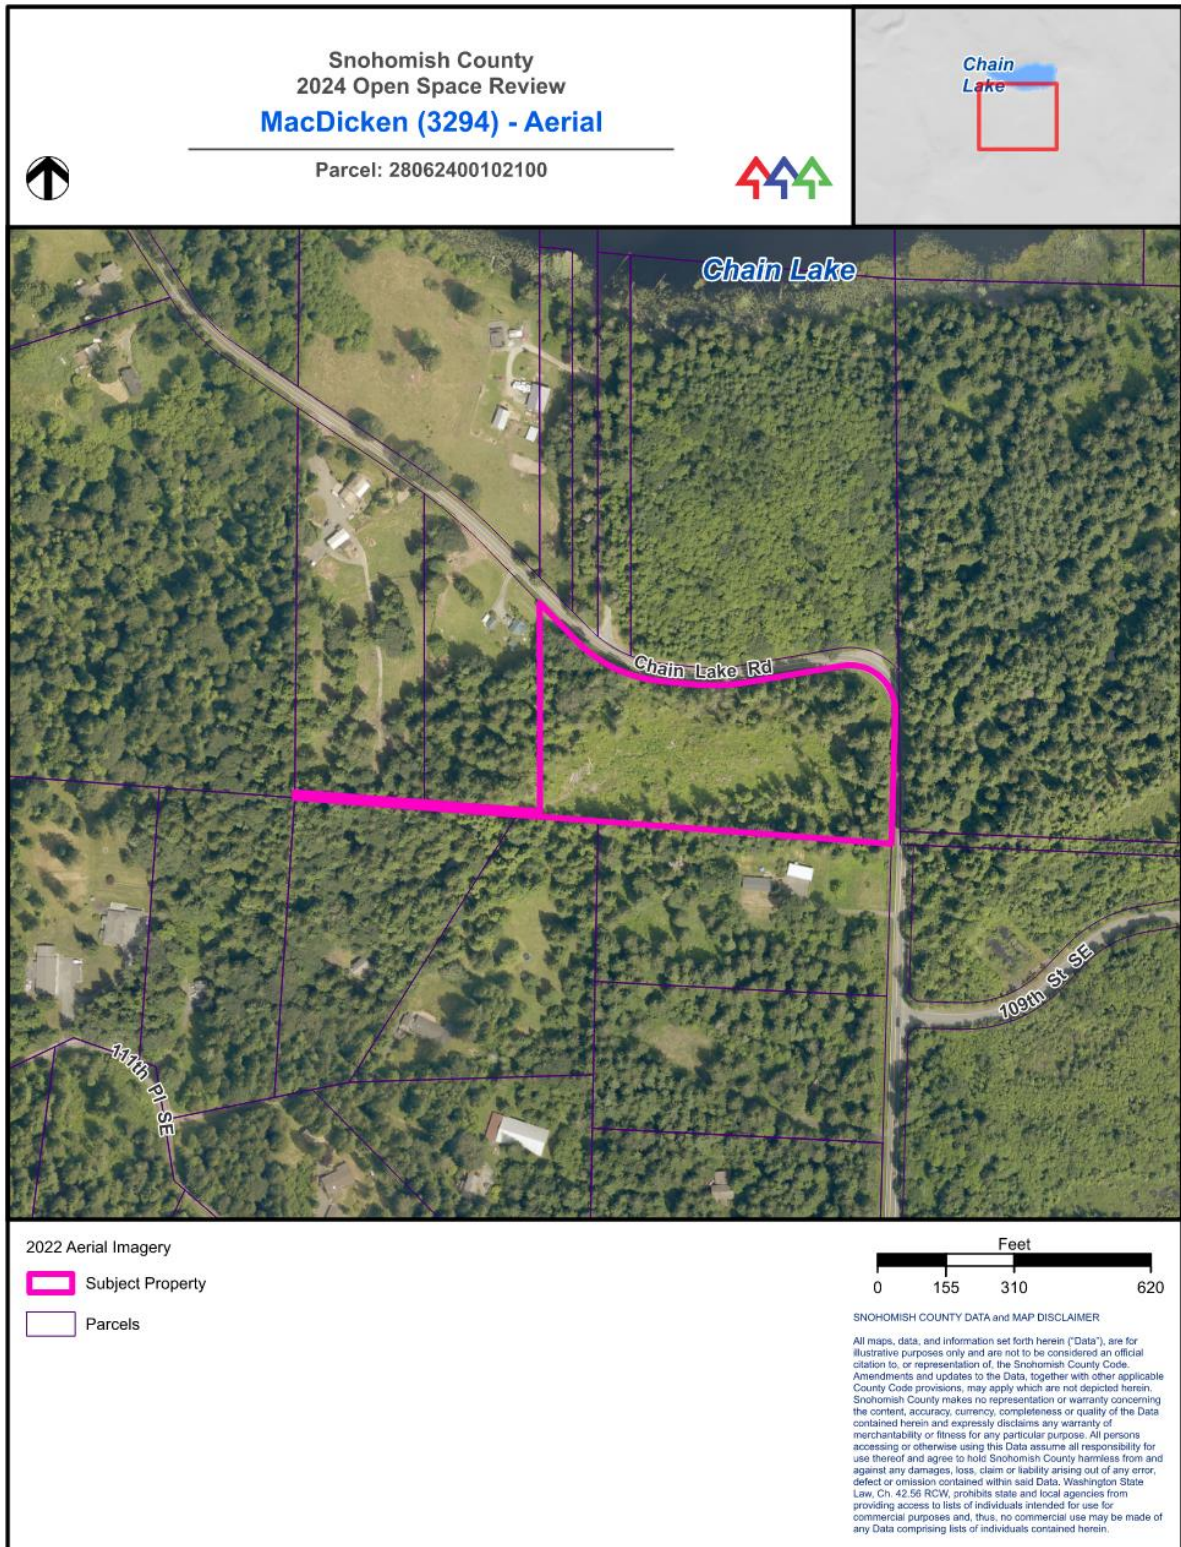 Snohomish County
2024 Open Space Review
MacDicken (3294) - Aerial
Parcel: 28062400102100
Chain
Lake
Chain Lake
Chain Lake Rd
109th St SE
111th Pl SE
2022 Aerial Imagery
Subject Property
Parcels
Feet
0 155 310 620
SNOHOMISH COUNTY DATA and MAP DISCLAIMER
All maps, data, and information set forth herein ("Data"), are for
illustrative purposes only and are not to be considered an official
citation to, or representation of, the Snohomish County Code.
Amendments and updates to the Data, together with other applicable
County Code provisions, may apply which are not depicted herein.
Snohomish County makes no representation or warranty concerning
the content, accuracy, currency, completeness or quality of the Data
contained herein and expressly disclaims any warranty of
merchantability or fitness for any particular purpose. All persons
accessing or otherwise using this Data assume all responsibility for
use thereof and agree to hold Snohomish County harmless from and
against any damages, loss, claim or liability arising out of any error,
defect or omission contained within said Data. Washington State
Law, Ch. 42.56 RCW, prohibits state and local agencies from
providing access to lists of individuals intended for use for
commercial purposes and, thus, no commercial use may be made of
any Data comprising lists of individuals contained herein.